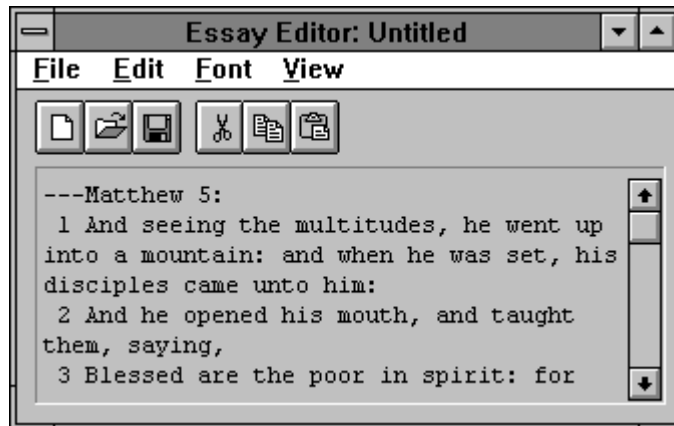 Essay Editor: Untitled
File Edit Font View
---Matthew 5:
1 And seeing the multitudes, he went up
into a mountain: and when he was set, his
disciples came unto him:
2 And he opened his mouth, and taught
them, saying,
3 Blessed are the poor in spirit: for